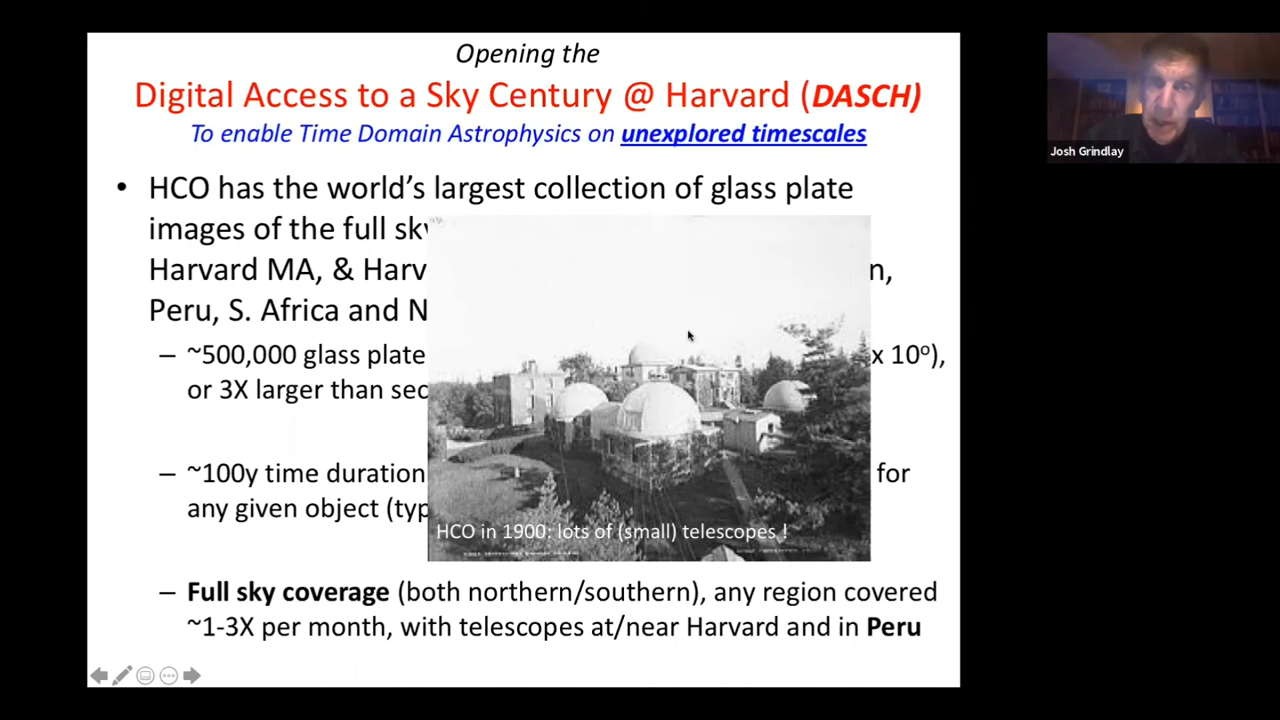 Opening the
Digital Access to a Sky Century @ Harvard (DASCH)
To enable Time Domain Astrophysics on unexplored timescales
Josh Grindlay
• HCO has the world's largest collection of glass plate
images of the full sky
Harvard MA, & Harv n,
Peru, S. Africa and N
– ~500,000 glass plate x 10º),
or 3X larger than sec
– ~100y time duration for
any given object (typ
HCO in 1900: lots of (small) telescopes !
– Full sky coverage (both northern/southern), any region covered
~1-3X per month, with telescopes at/near Harvard and in Peru